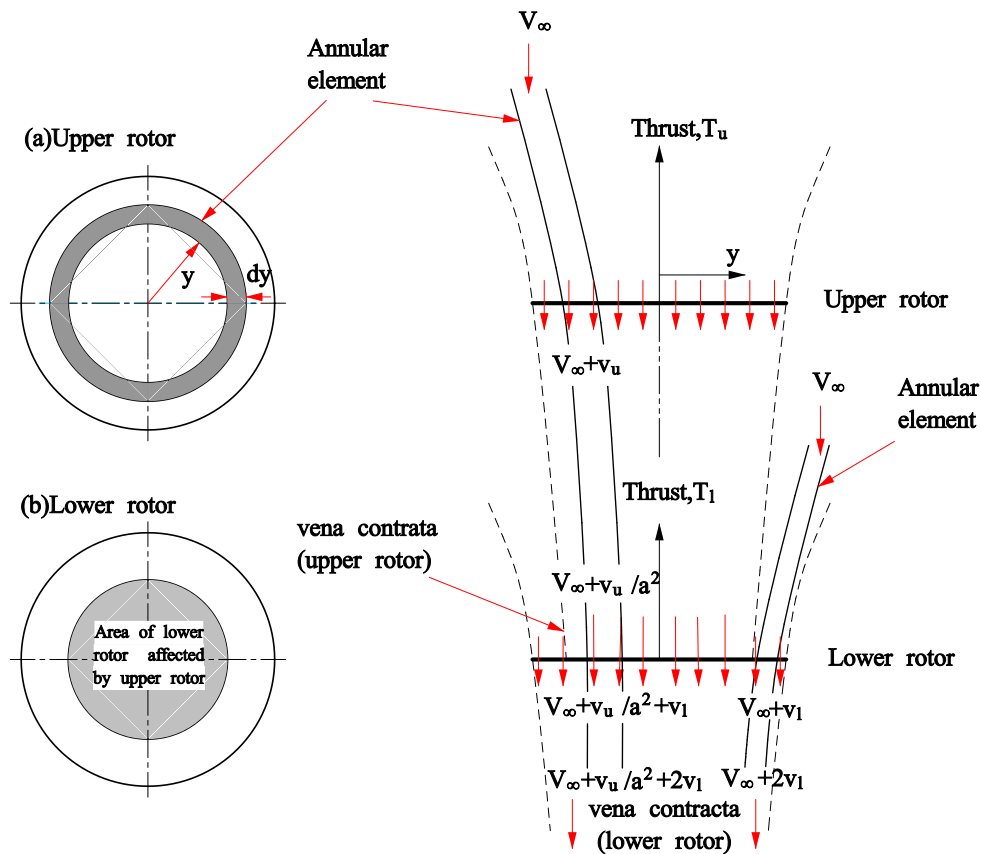 V∞
Annular
element
(a)Upper rotor
Thrust,Tu
y
dy
y
Upper rotor
V∞+vu
V∞
Annular
element
(b)Lower rotor
Thrust,Tl
vena contrata
(upper rotor)
V∞+vu /a²
Area of lower
rotor affected
by upper rotor
Lower rotor
V∞+vu /a²+vl
V∞+vl
V∞+vu/a²+2vl
V∞+2vl
vena contracta
(lower rotor)